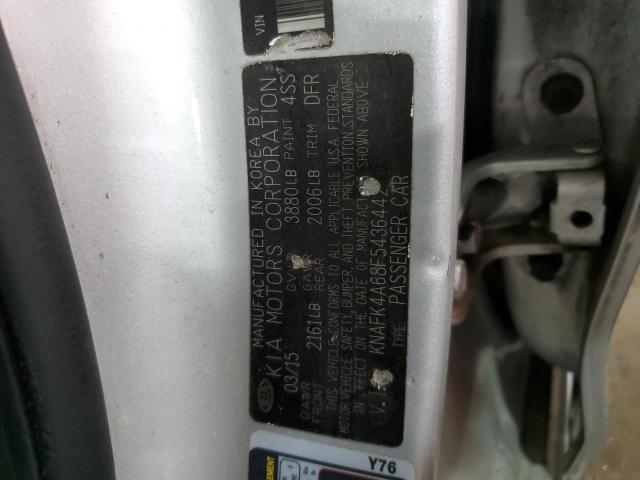 VIN
MANUFACTURED IN KOREA BY
KIA MOTORS CORPORATION
03/15 GVWR 3880LB PAINT 4SS
GAWR FRONT 2161LB GAWR REAR 2006LB TRIM DFR
THIS VEHICLE CONFORMS TO ALL APPLICABLE U.S.A. FEDERAL
MOTOR VEHICLE SAFETY, BUMPER, AND THEFT PREVENTION STANDARDS
IN EFFECT ON THE DATE OF MANUFACTURE SHOWN ABOVE.
V.I. KNAFK4A68F5436442
TYPE PASSENGER CAR
Y76